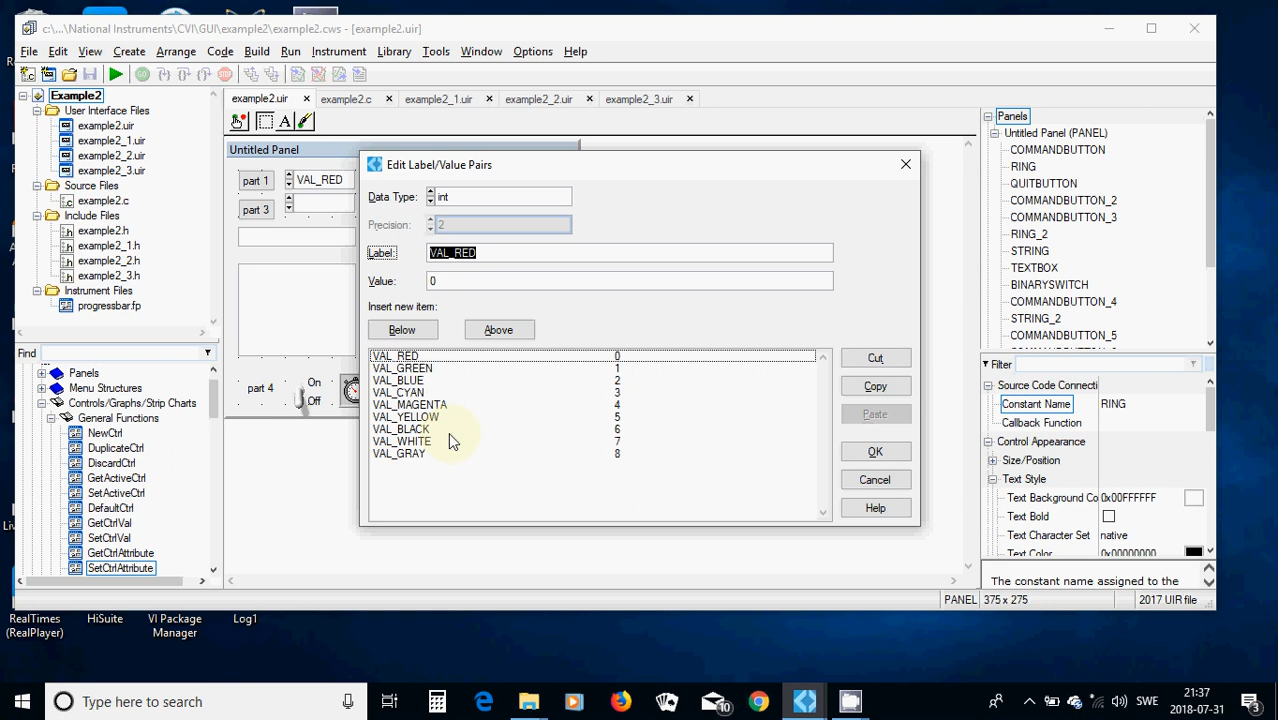 c:\...\National Instruments\CVI\GUI\example2\example2.cws - [example2.uir]
File Edit View Create Arrange Code Build Run Instrument Library Tools Window Options Help
Example2
User Interface Files
example2.uir
example2_1.uir
example2_2.uir
example2_3.uir
Source Files
example2.c
Include Files
example2.h
example2_1.h
example2_2.h
example2_3.h
Instrument Files
progressbar.fp
Find
Panels
Menu Structures
Controls/Graphs/Strip Charts
General Functions
NewCtrl
DuplicateCtrl
DiscardCtrl
GetActiveCtrl
SetActiveCtrl
DefaultCtrl
GetCtrlVal
SetCtrlVal
GetCtrlAttribute
SetCtrlAttribute
example2.uir example2.c example2_1.uir example2_2.uir example2_3.uir
A
Untitled Panel
part 1 VAL_RED
part 3
part 4 On
Off
Edit Label/Value Pairs
Data Type: int
Precision: 2
Label: VAL_RED
Value: 0
Insert new item:
Below Above
VAL_RED 0
VAL_GREEN 1
VAL_BLUE 2
VAL_CYAN 3
VAL_MAGENTA 4
VAL_YELLOW 5
VAL_BLACK 6
VAL_WHITE 7
VAL_GRAY 8
Cut
Copy
Paste
OK
Cancel
Help
Panels
Untitled Panel (PANEL)
COMMANDBUTTON
RING
QUITBUTTON
COMMANDBUTTON_2
COMMANDBUTTON_3
RING_2
STRING
TEXTBOX
BINARYSWITCH
COMMANDBUTTON_4
STRING_2
COMMANDBUTTON_5
Filter
Source Code Connecti
Constant Name RING
Callback Function
Control Appearance
Size/Position
Text Style
Text Background Co 0x00FFFFFF
Text Bold
Text Character Set native
Text Color 0x00000000
The constant name assigned to the
PANEL 375 x 275 2017 UIR file
RealTimes
(RealPlayer)
HiSuite
VI Package
Manager
Log1
Type here to search
10
SWE
21:37
2018-07-31
3